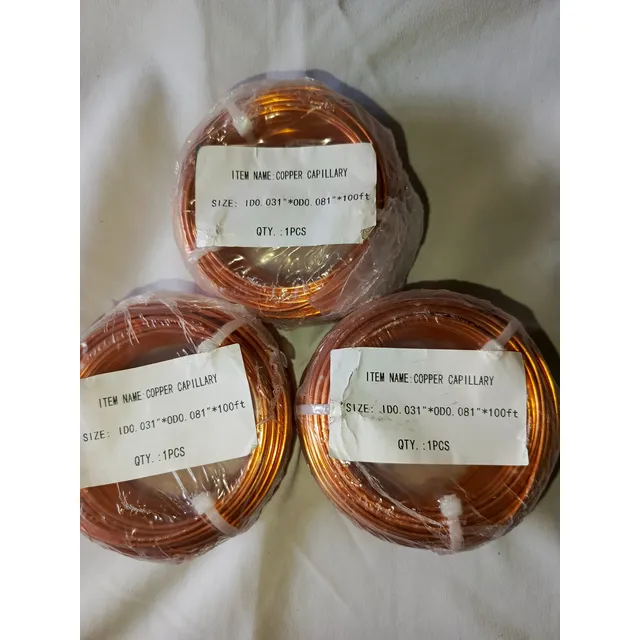 ITEM NAME:COPPER CAPILLARY
SIZE: ID0.031"*OD0.081"*100ft
QTY.:1PCS
ITEM NAME:COPPER CAPILLARY
SIZE: ID0.031"*OD0.081"*100ft
QTY.:1PCS
ITEM NAME:COPPER CAPILLARY
SIZE: ID0.031"*OD0.081"*100ft
QTY.:1PCS